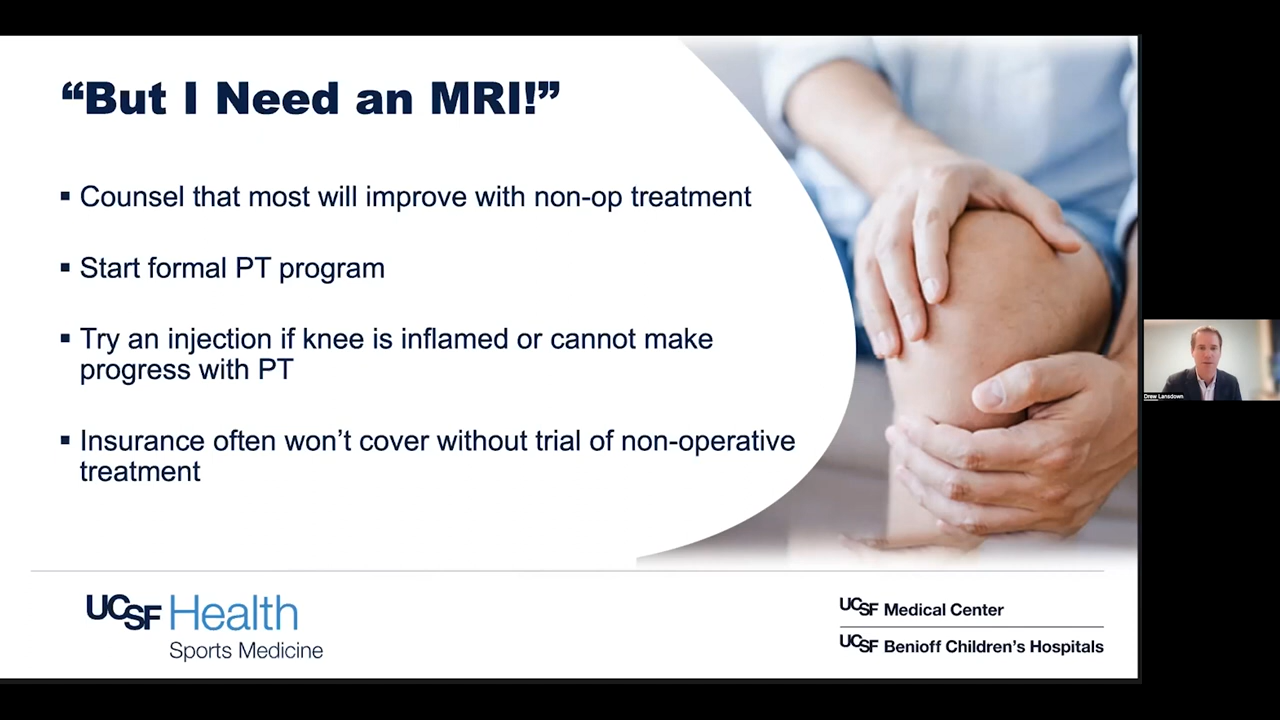 “But I Need an MRI!”
▪ Counsel that most will improve with non-op treatment
▪ Start formal PT program
▪ Try an injection if knee is inflamed or cannot make
progress with PT
▪ Insurance often won’t cover without trial of non-operative
treatment
UCSF Health
Sports Medicine
UCSF Medical Center
UCSF Benioff Children’s Hospitals
Drew Lansdown